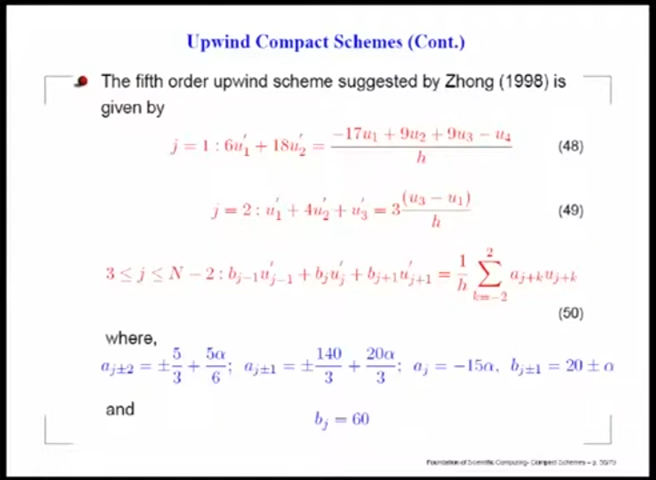 Upwind Compact Schemes (Cont.)
The fifth order upwind scheme suggested by Zhong (1998) is
given by
j = 1 : 6u′₁ + 18u′₂ = (−17u₁ + 9u₂ + 9u₃ − u₄) / h (48)
j = 2 : u′₁ + 4u′₂ + u′₃ = 3 (u₃ − u₁) / h (49)
3 ≤ j ≤ N − 2 : b_{j−1}u′_{j−1} + b_j u′_j + b_{j+1}u′_{j+1} = 1/h ∑_{k=−2}^{2} a_{j+k}u_{j+k}
(50)
where,
a_{j±2} = ±5/3 + 5α/6; a_{j±1} = ±140/3 + 20α/3; a_j = −15α, b_{j±1} = 20 ± α
and
b_j = 60
Foundation of Scientific Computing- Compact Schemes – p.